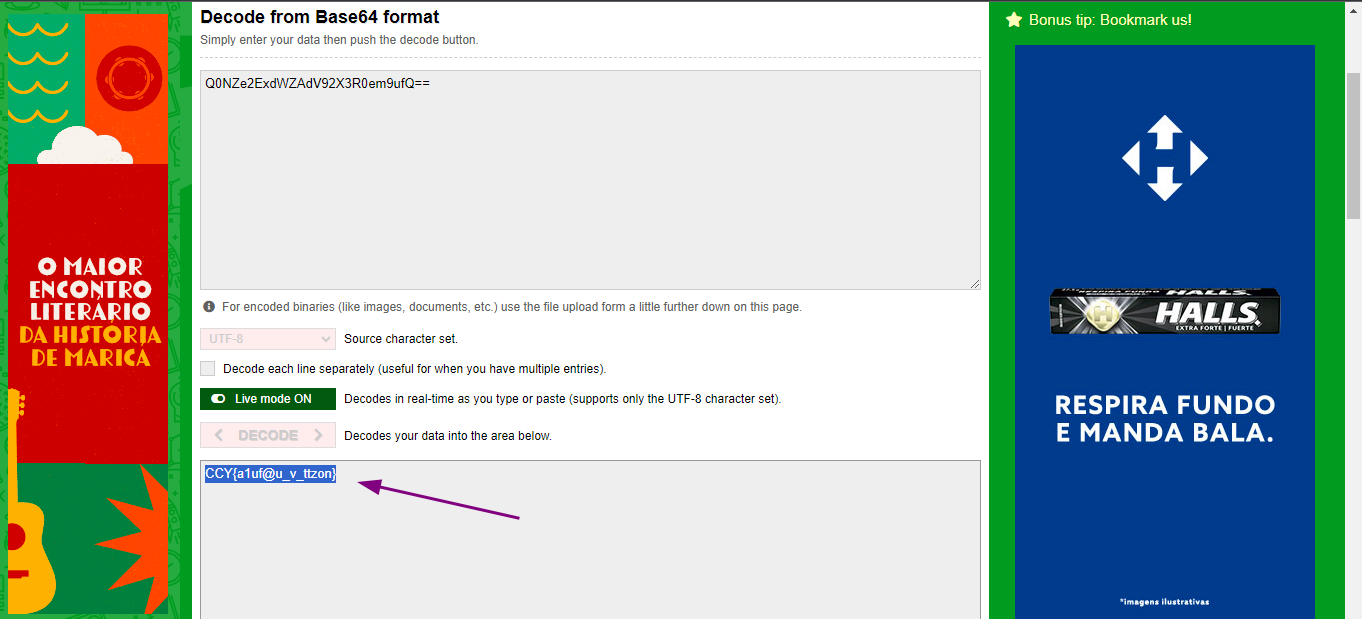 Decode from Base64 format
Simply enter your data then push the decode button.
Q0NZe2ExdWZAdV92X3R0em9ufQ==
For encoded binaries (like images, documents, etc.) use the file upload form a little further down on this page.
UTF-8
Source character set.
Decode each line separately (useful for when you have multiple entries).
Live mode ON
Decodes in real-time as you type or paste (supports only the UTF-8 character set).
DECODE
Decodes your data into the area below.
CCY{a1uf@u_v_ttzon}
O MAIOR
ENCONTRO
LITERÁRIO
DA HISTÓRIA
DE MARICÁ
Bonus tip: Bookmark us!
H
HALLS
EXTRA FORTE | FUERTE
RESPIRA FUNDO
E MANDA BALA.
*imagens ilustrativas